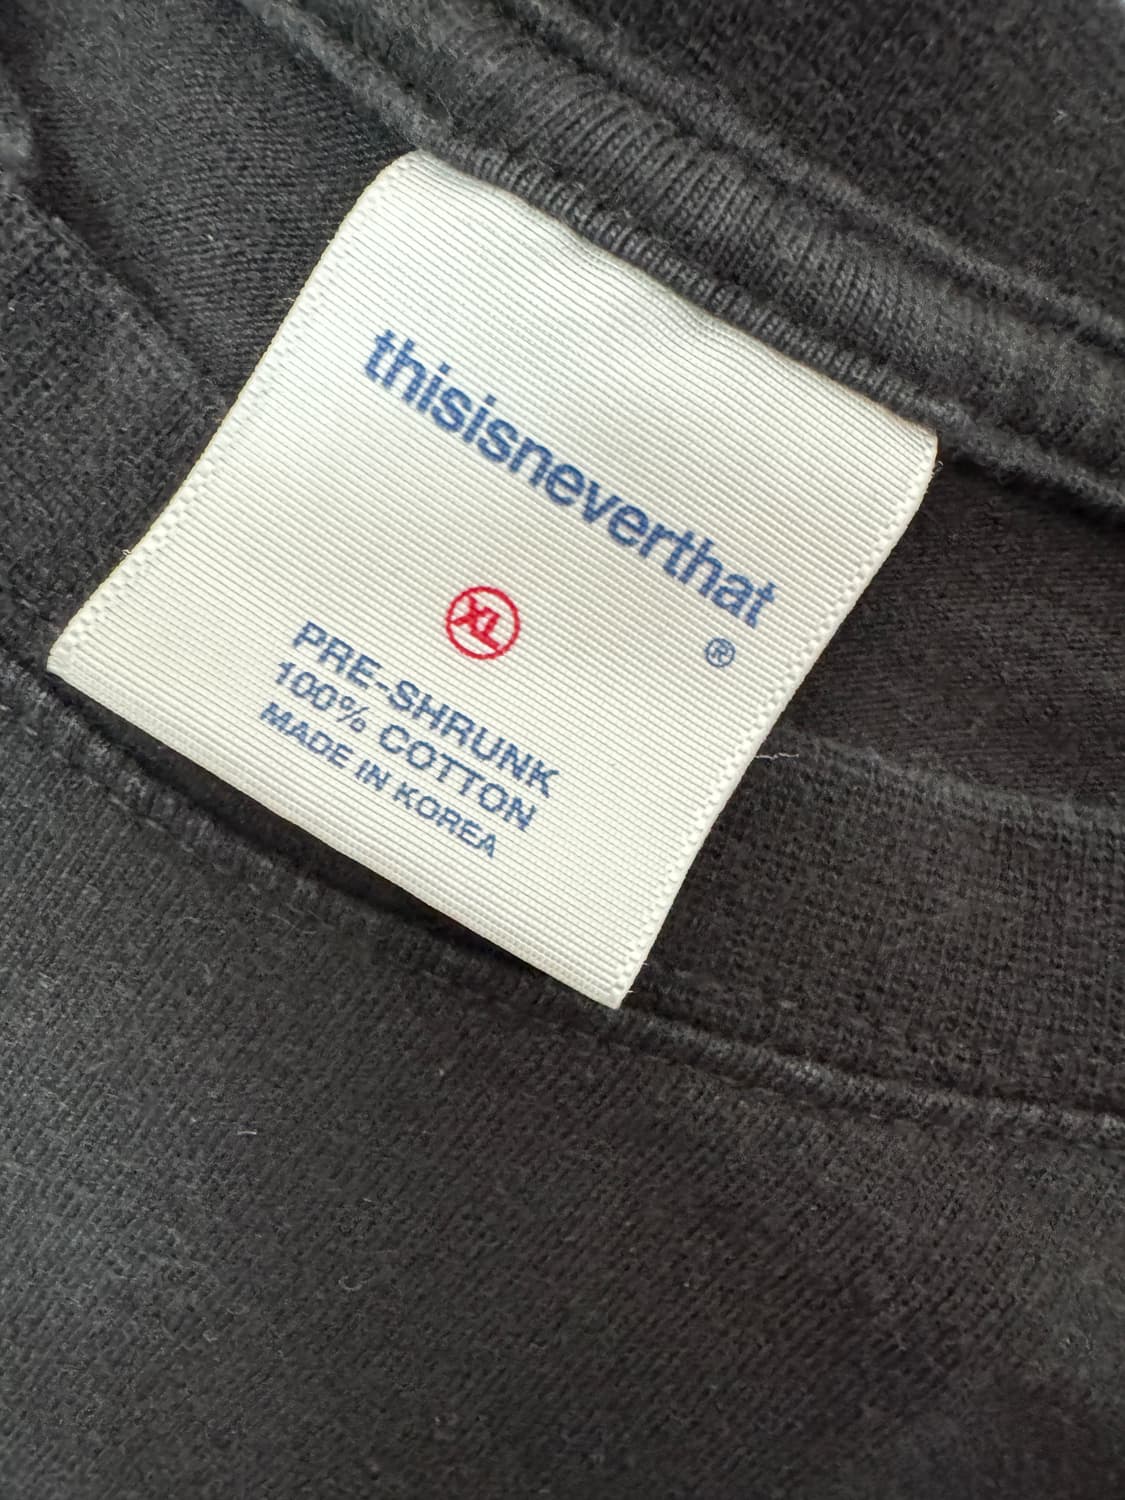 thisisneverthat
®
XL
PRE-SHRUNK
100% COTTON
MADE IN KOREA